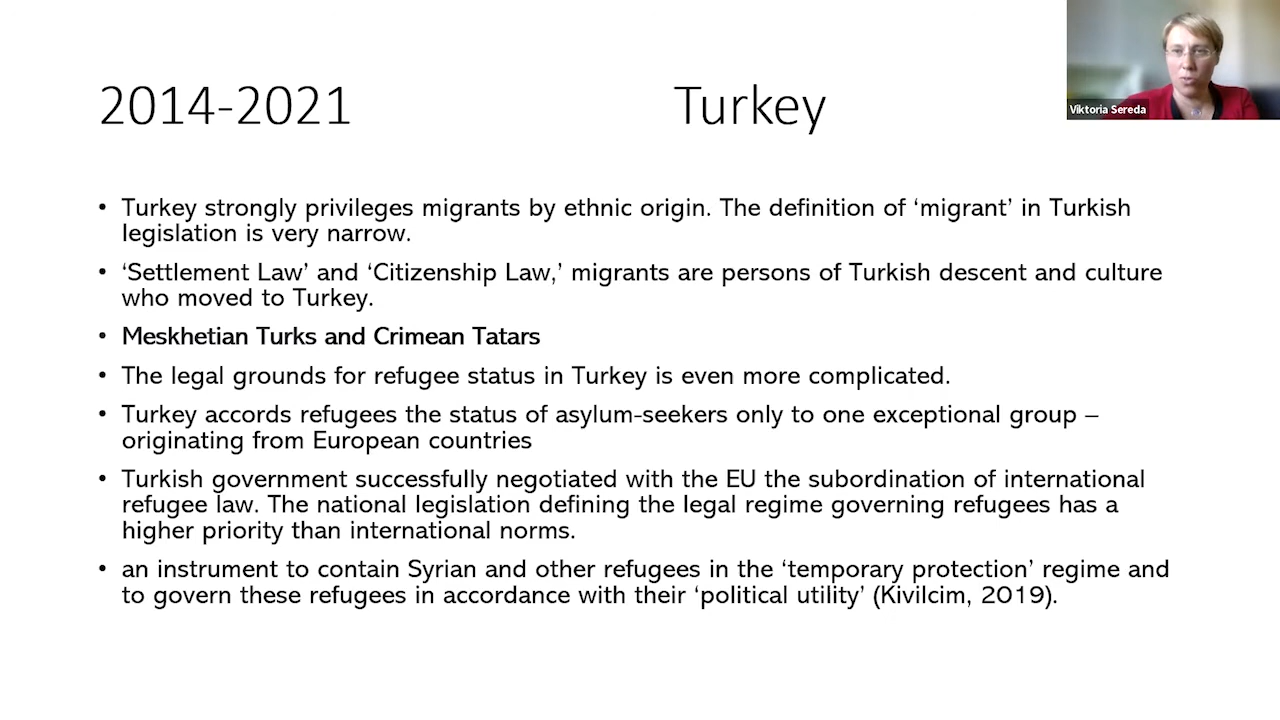 2014-2021 Turkey
Viktoria Sereda
• Turkey strongly privileges migrants by ethnic origin. The definition of ‘migrant’ in Turkish
legislation is very narrow.
• ‘Settlement Law’ and ‘Citizenship Law,’ migrants are persons of Turkish descent and culture
who moved to Turkey.
• Meskhetian Turks and Crimean Tatars
• The legal grounds for refugee status in Turkey is even more complicated.
• Turkey accords refugees the status of asylum-seekers only to one exceptional group –
originating from European countries
• Turkish government successfully negotiated with the EU the subordination of international
refugee law. The national legislation defining the legal regime governing refugees has a
higher priority than international norms.
• an instrument to contain Syrian and other refugees in the ‘temporary protection’ regime and
to govern these refugees in accordance with their ‘political utility’ (Kivilcim, 2019).